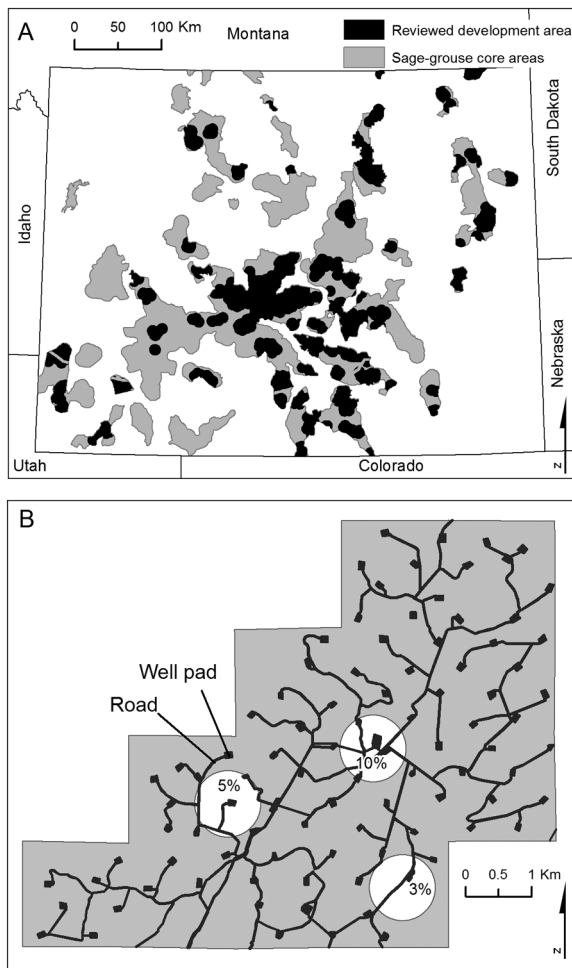 A
0 50 100 Km
Montana
Reviewed development area
Sage-grouse core areas
South Dakota
Idaho
Nebraska
Utah
Colorado
N
B
Well pad
Road
10%
5%
3%
0 0.5 1 Km
N